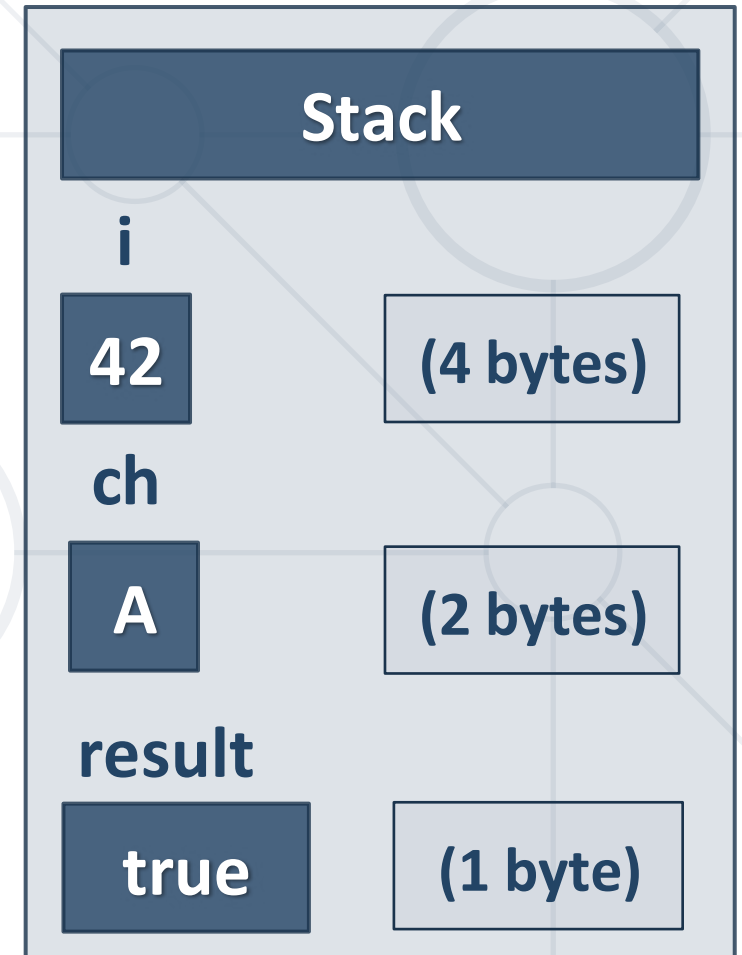 Stack
i
42 (4 bytes)
ch
A (2 bytes)
result
true (1 byte)